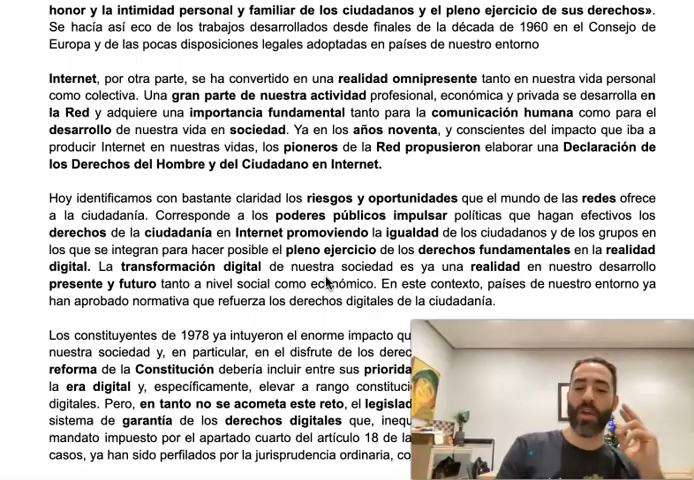 honor y la intimidad personal y familiar de los ciudadanos y el pleno ejercicio de sus derechos».
Se hacía así eco de los trabajos desarrollados desde finales de la década de 1960 en el Consejo de
Europa y de las pocas disposiciones legales adoptadas en países de nuestro entorno
Internet, por otra parte, se ha convertido en una realidad omnipresente tanto en nuestra vida personal
como colectiva. Una gran parte de nuestra actividad profesional, económica y privada se desarrolla en
la Red y adquiere una importancia fundamental tanto para la comunicación humana como para el
desarrollo de nuestra vida en sociedad. Ya en los años noventa, y conscientes del impacto que iba a
producir Internet en nuestras vidas, los pioneros de la Red propusieron elaborar una Declaración de
los Derechos del Hombre y del Ciudadano en Internet.
Hoy identificamos con bastante claridad los riesgos y oportunidades que el mundo de las redes ofrece
a la ciudadanía. Corresponde a los poderes públicos impulsar políticas que hagan efectivos los
derechos de la ciudadanía en Internet promoviendo la igualdad de los ciudadanos y de los grupos en
los que se integran para hacer posible el pleno ejercicio de los derechos fundamentales en la realidad
digital. La transformación digital de nuestra sociedad es ya una realidad en nuestro desarrollo
presente y futuro tanto a nivel social como económico. En este contexto, países de nuestro entorno ya
han aprobado normativa que refuerza los derechos digitales de la ciudadanía.
Los constituyentes de 1978 ya intuyeron el enorme impacto qu
nuestra sociedad y, en particular, en el disfrute de los derec
reforma de la Constitución debería incluir entre sus priorida
la era digital y, específicamente, elevar a rango constituci
digitales. Pero, en tanto no se acometa este reto, el legislad
sistema de garantía de los derechos digitales que, inequ
mandato impuesto por el apartado cuarto del artículo 18 de la
casos, ya han sido perfilados por la jurisprudencia ordinaria, co